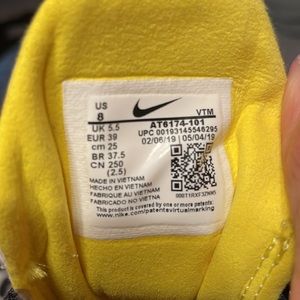 US
8
UK 5.5
EUR 39
cm 25
BR 37.5
CN 250
(2.5)
VTM
AT6174-101
UPC 00193145546295
02/06/19 | 05/04/19
MADE IN VIETNAM
HECHO EN VIETNAM
FABRIQUE AU VIETNAM
FABRICADO NO VIETNA
This product is covered by one or more patents
www.nike.com/patentsvirtualmarking